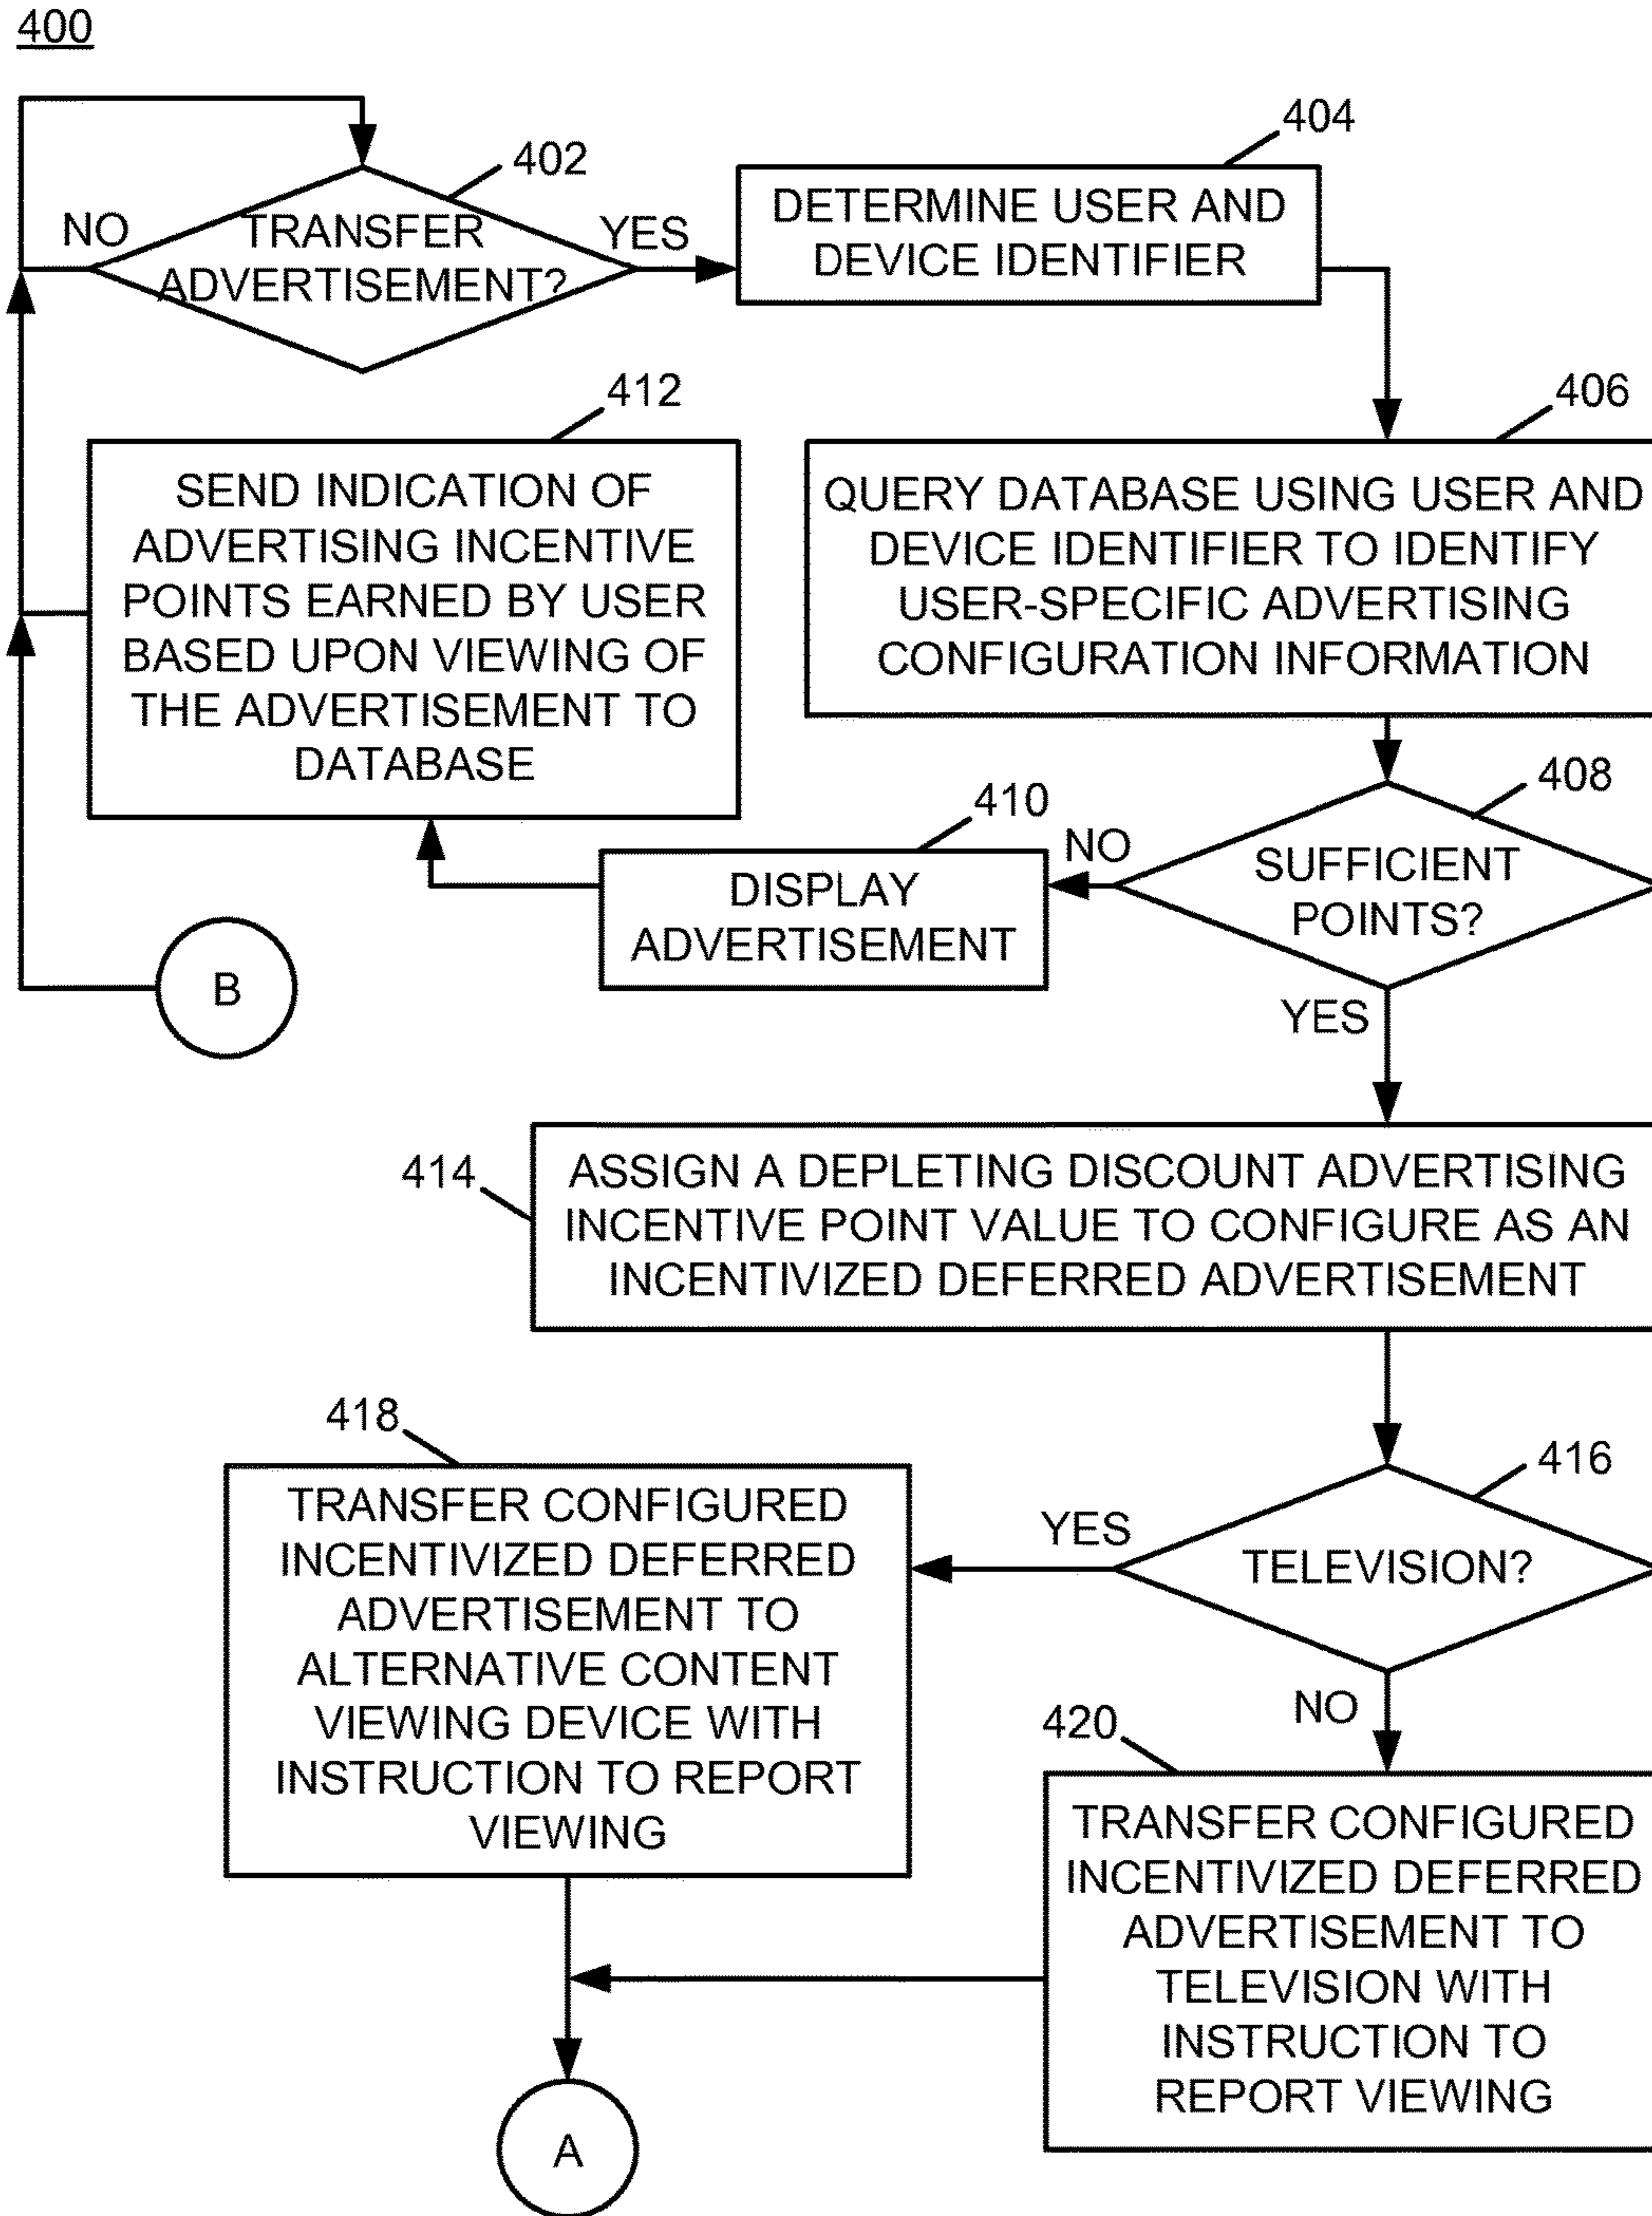 400
402
NO
TRANSFER
ADVERTISEMENT?
YES
404
DETERMINE USER AND
DEVICE IDENTIFIER
406
QUERY DATABASE USING USER AND
DEVICE IDENTIFIER TO IDENTIFY
USER-SPECIFIC ADVERTISING
CONFIGURATION INFORMATION
408
SUFFICIENT
POINTS?
NO
410
DISPLAY
ADVERTISEMENT
412
SEND INDICATION OF
ADVERTISING INCENTIVE
POINTS EARNED BY USER
BASED UPON VIEWING OF
THE ADVERTISEMENT TO
DATABASE
B
YES
414
ASSIGN A DEPLETING DISCOUNT ADVERTISING
INCENTIVE POINT VALUE TO CONFIGURE AS AN
INCENTIVIZED DEFERRED ADVERTISEMENT
416
TELEVISION?
YES
418
TRANSFER CONFIGURED
INCENTIVIZED DEFERRED
ADVERTISEMENT TO
ALTERNATIVE CONTENT
VIEWING DEVICE WITH
INSTRUCTION TO REPORT
VIEWING
NO
420
TRANSFER CONFIGURED
INCENTIVIZED DEFERRED
ADVERTISEMENT TO
TELEVISION WITH
INSTRUCTION TO
REPORT VIEWING
A